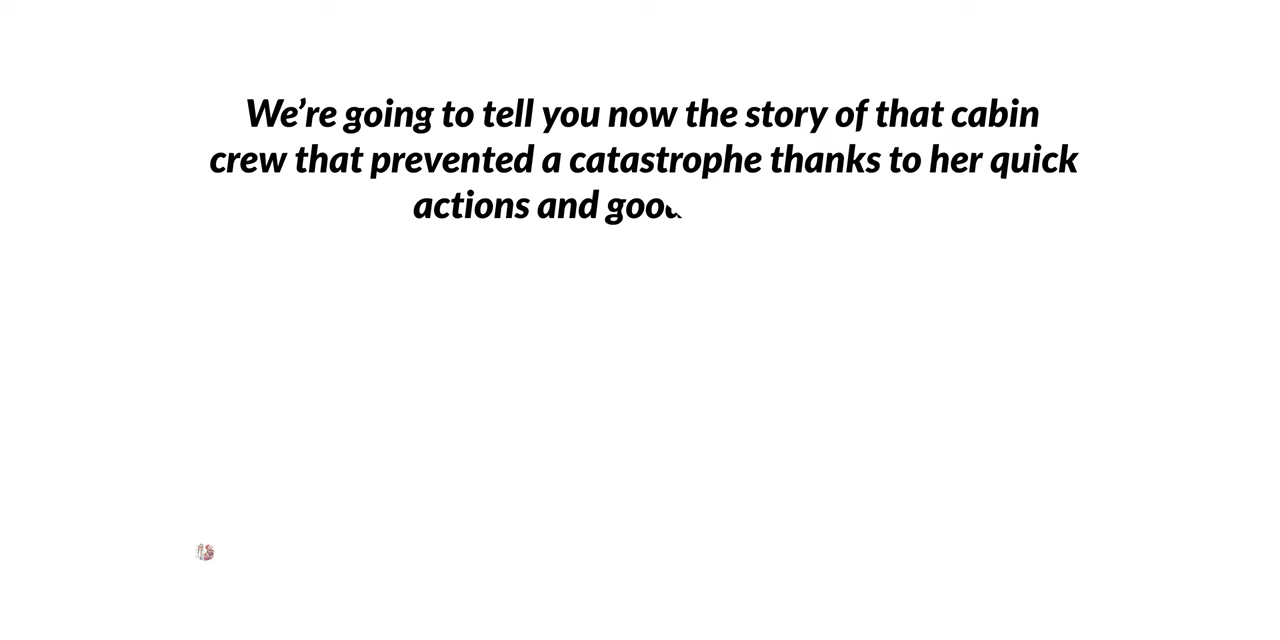 We're going to tell you now the story of that cabin
crew that prevented a catastrophe thanks to her quick
actions and